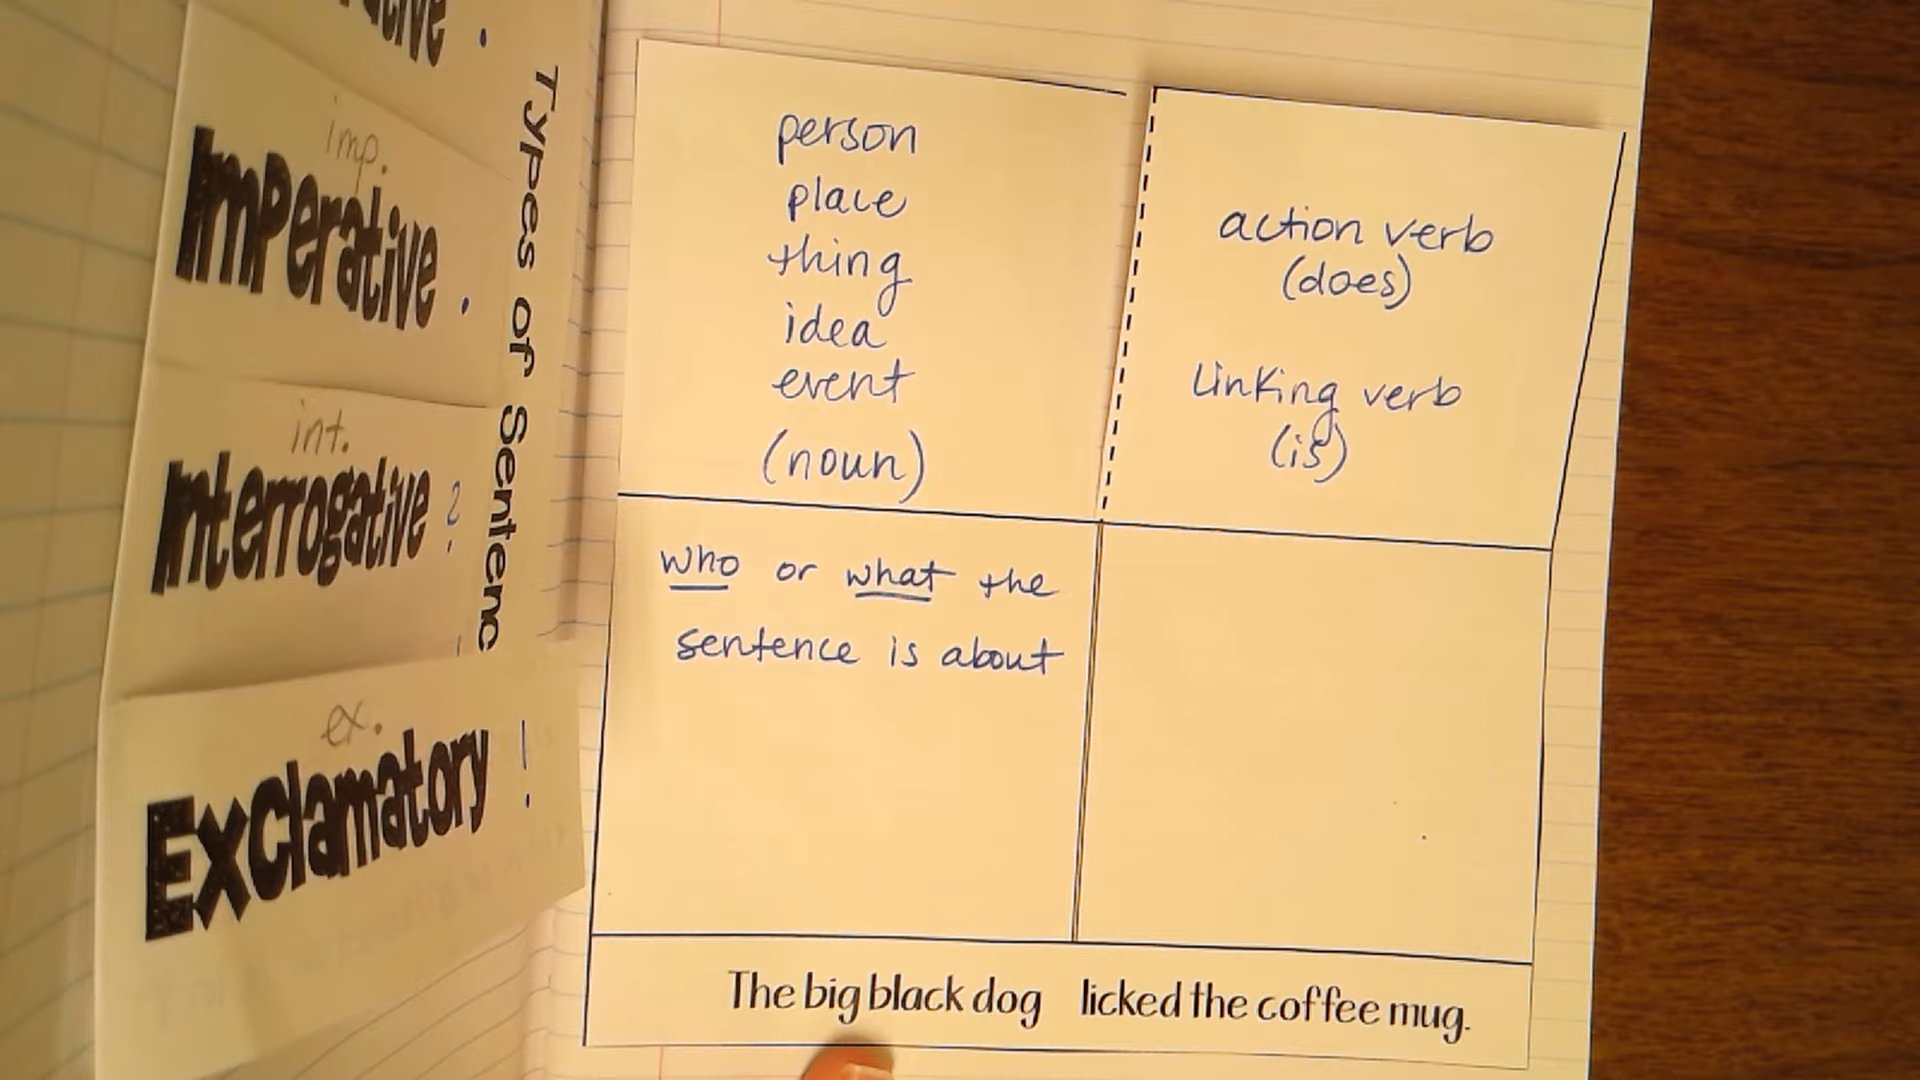 imp.
Imperative .
int.
Interrogative ?
ex.
Exclamatory !
Types of Sentenc
person
place
thing
idea
event
(noun)
action verb
(does)
Linking verb
(is)
who or what the
sentence is about
The big black dog licked the coffee mug.